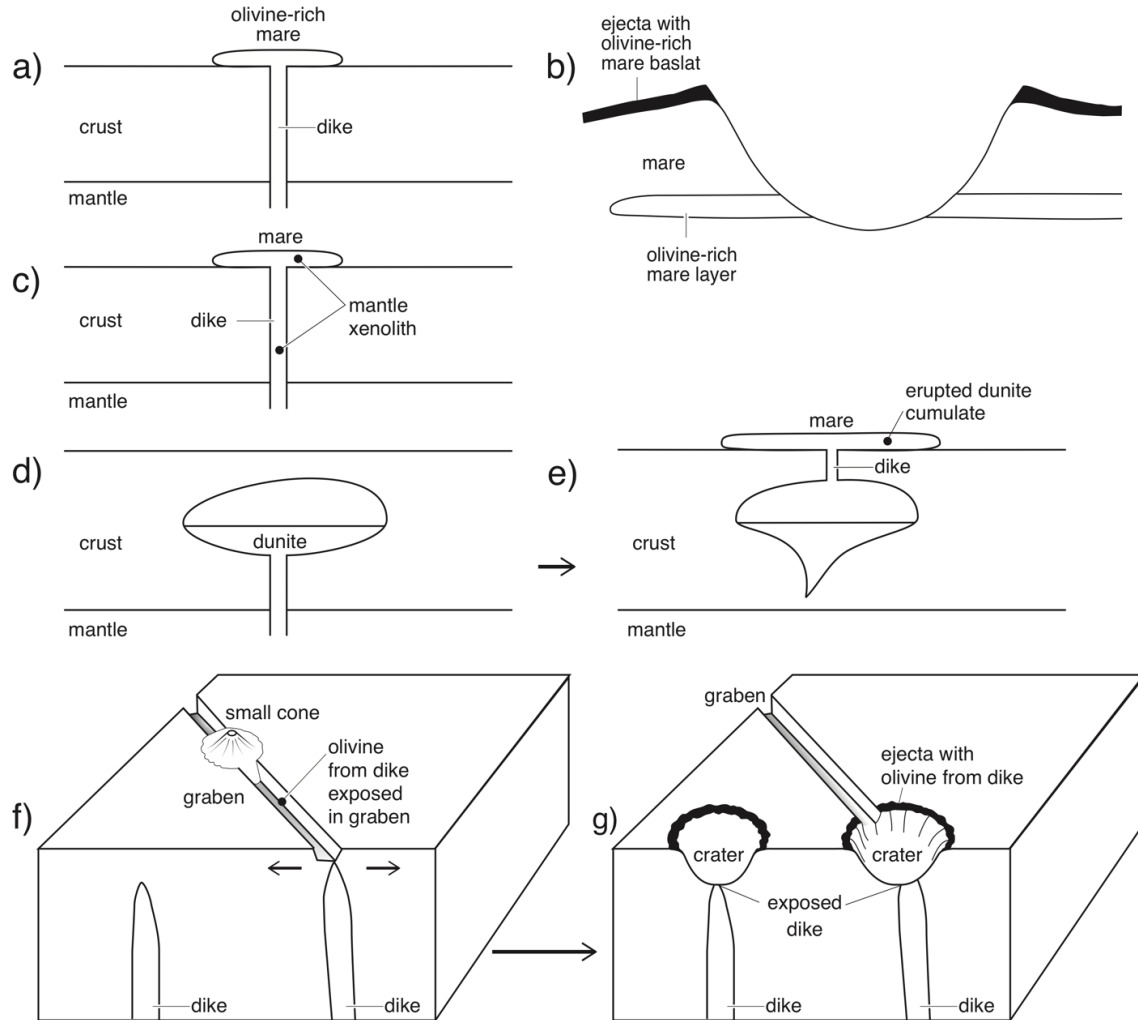 a)
olivine-rich
mare
crust
dike
mantle
b)
ejecta with
olivine-rich
mare baslat
mare
olivine-rich
mare layer
c)
mare
crust
dike
mantle
xenolith
mantle
d)
crust
dunite
mantle
e)
mare
erupted dunite
cumulate
dike
crust
mantle
f)
small cone
graben
olivine
from dike
exposed
in graben
dike
dike
g)
graben
ejecta with
olivine from dike
crater
crater
exposed
dike
dike
dike